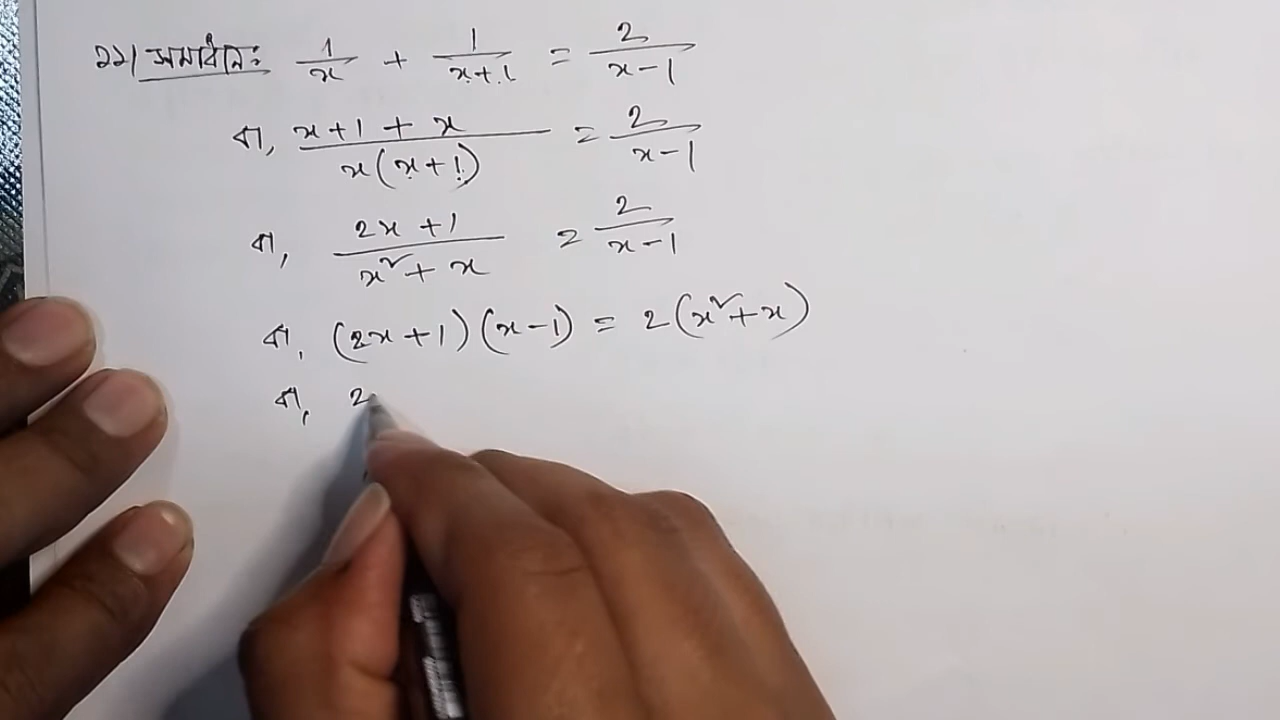 ১১। সমাধান: 1/x + 1/(x+1) = 2/(x-1)
বা, (x+1+x)/(x(x+1)) = 2/(x-1)
বা, (2x+1)/(x²+x) = 2/(x-1)
বা, (2x+1)(x-1) = 2(x²+x)
বা, 2